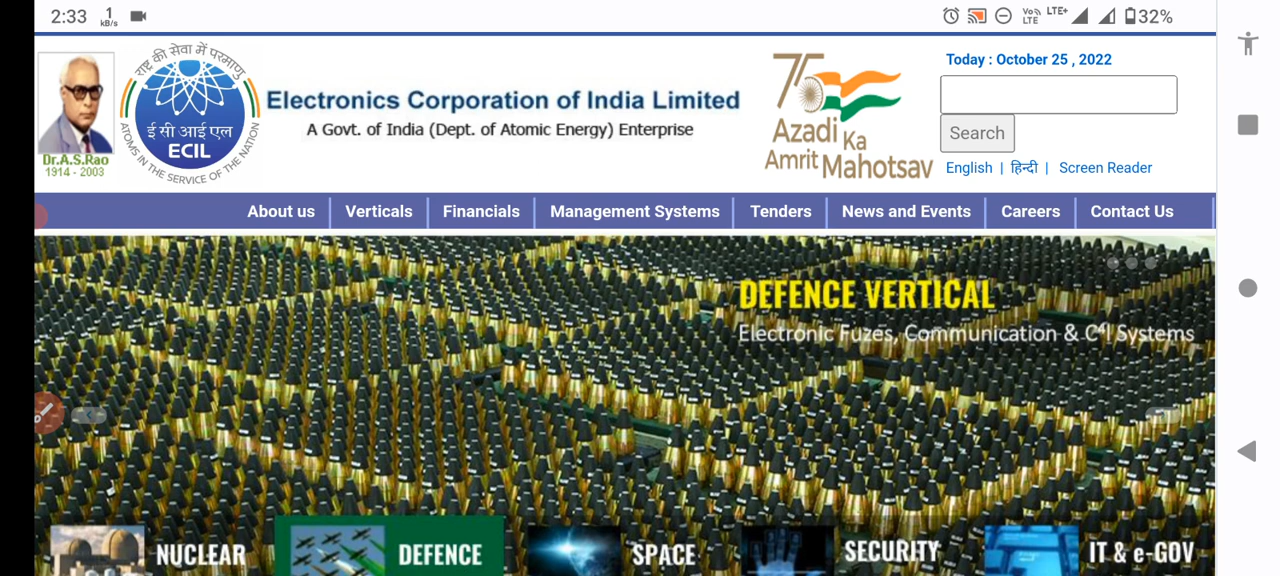 2:33
1
kB/s
Vo))
LTE
LTE+
32%
Dr.A.S.Rao
1914 - 2003
राष्ट्र की सेवा में परमाणु
ई सी आई एल
ECIL
ATOMS IN THE SERVICE OF THE NATION
Electronics Corporation of India Limited
A Govt. of India (Dept. of Atomic Energy) Enterprise
75
Azadi Ka
Amrit Mahotsav
Today : October 25 , 2022
Search
English | हिन्दी | Screen Reader
About us
Verticals
Financials
Management Systems
Tenders
News and Events
Careers
Contact Us
DEFENCE VERTICAL
Electronic Fuzes, Communication & C⁴I Systems
NUCLEAR
DEFENCE
SPACE
SECURITY
IT & e-GOV